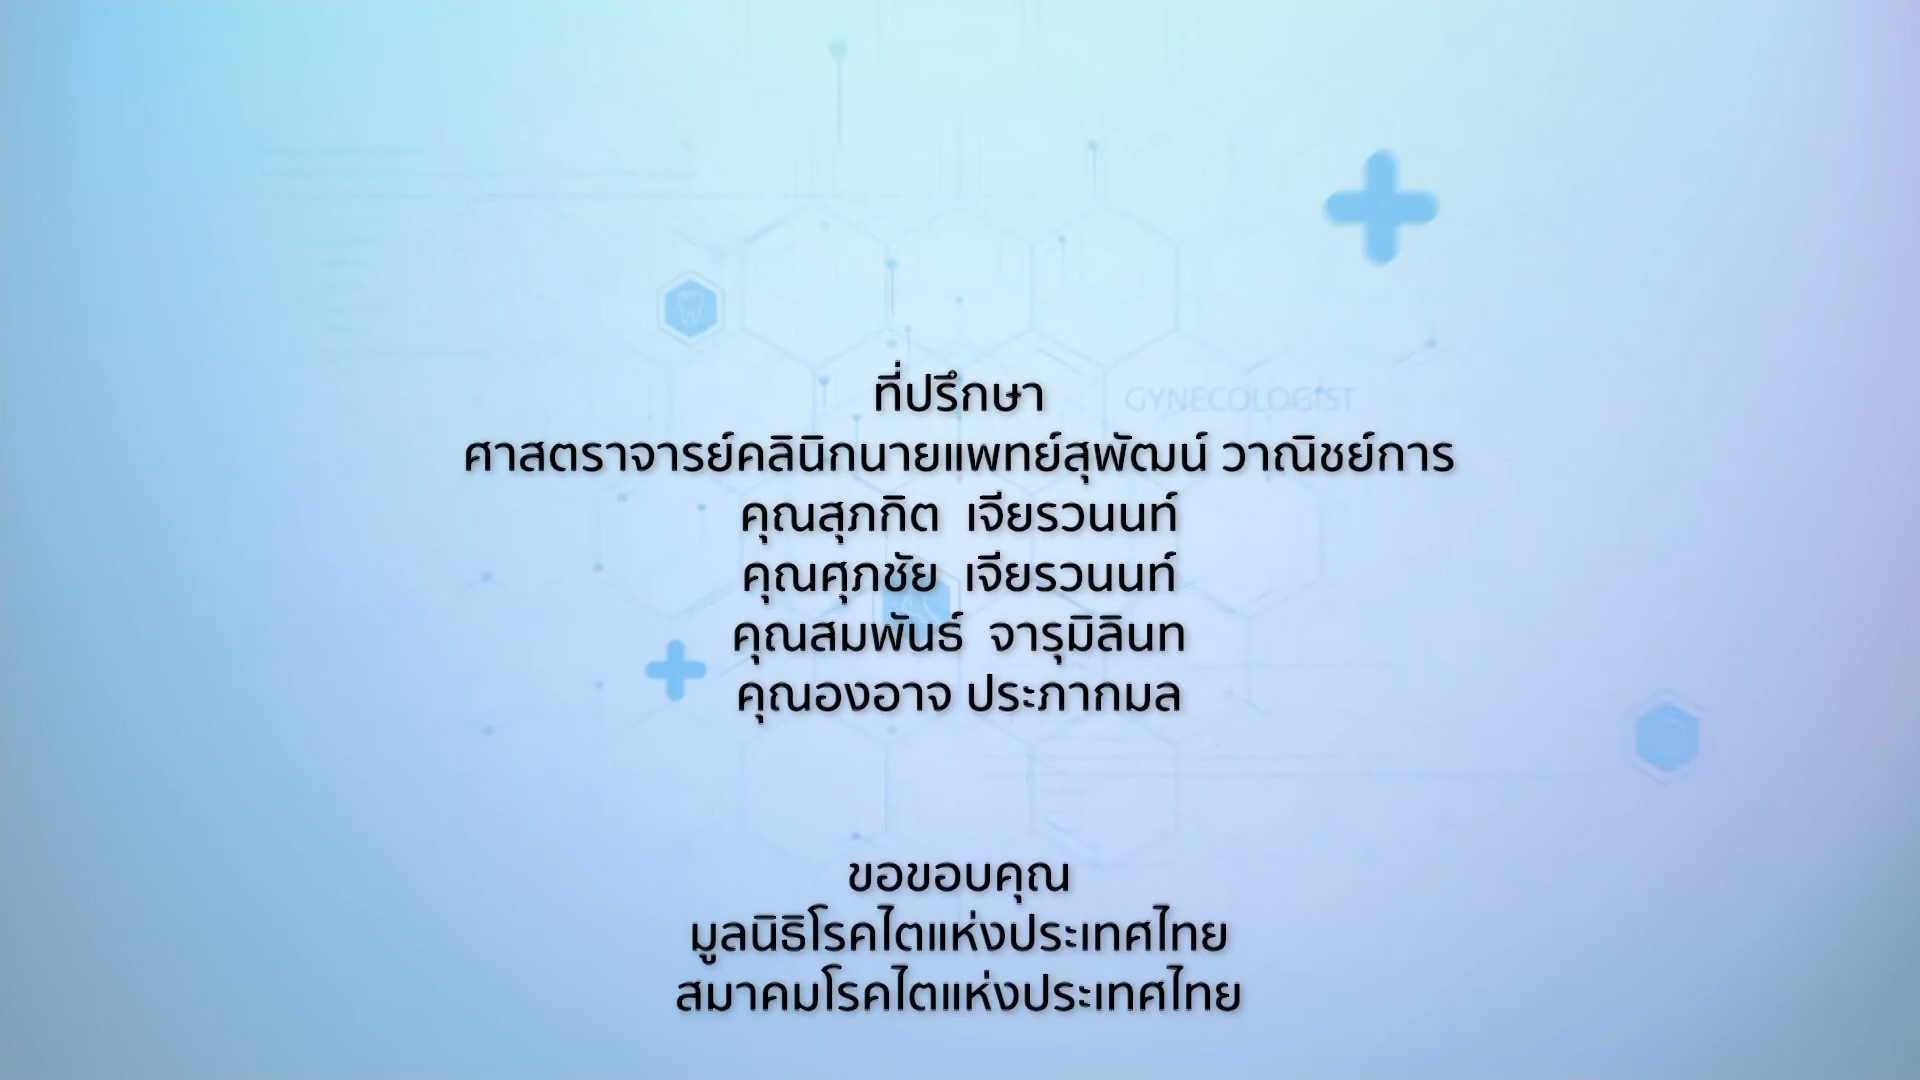 GYNECOLOGIST
ที่ปรึกษา
ศาสตราจารย์คลินิกนายแพทย์สุพัฒน์ วาณิชย์การ
คุณสุภกิต เจียรวนนท์
คุณศุภชัย เจียรวนนท์
คุณสมพันธ์ จารุมิลินท
คุณองอาจ ประภากมล
ขอขอบคุณ
มูลนิธิโรคไตแห่งประเทศไทย
สมาคมโรคไตแห่งประเทศไทย